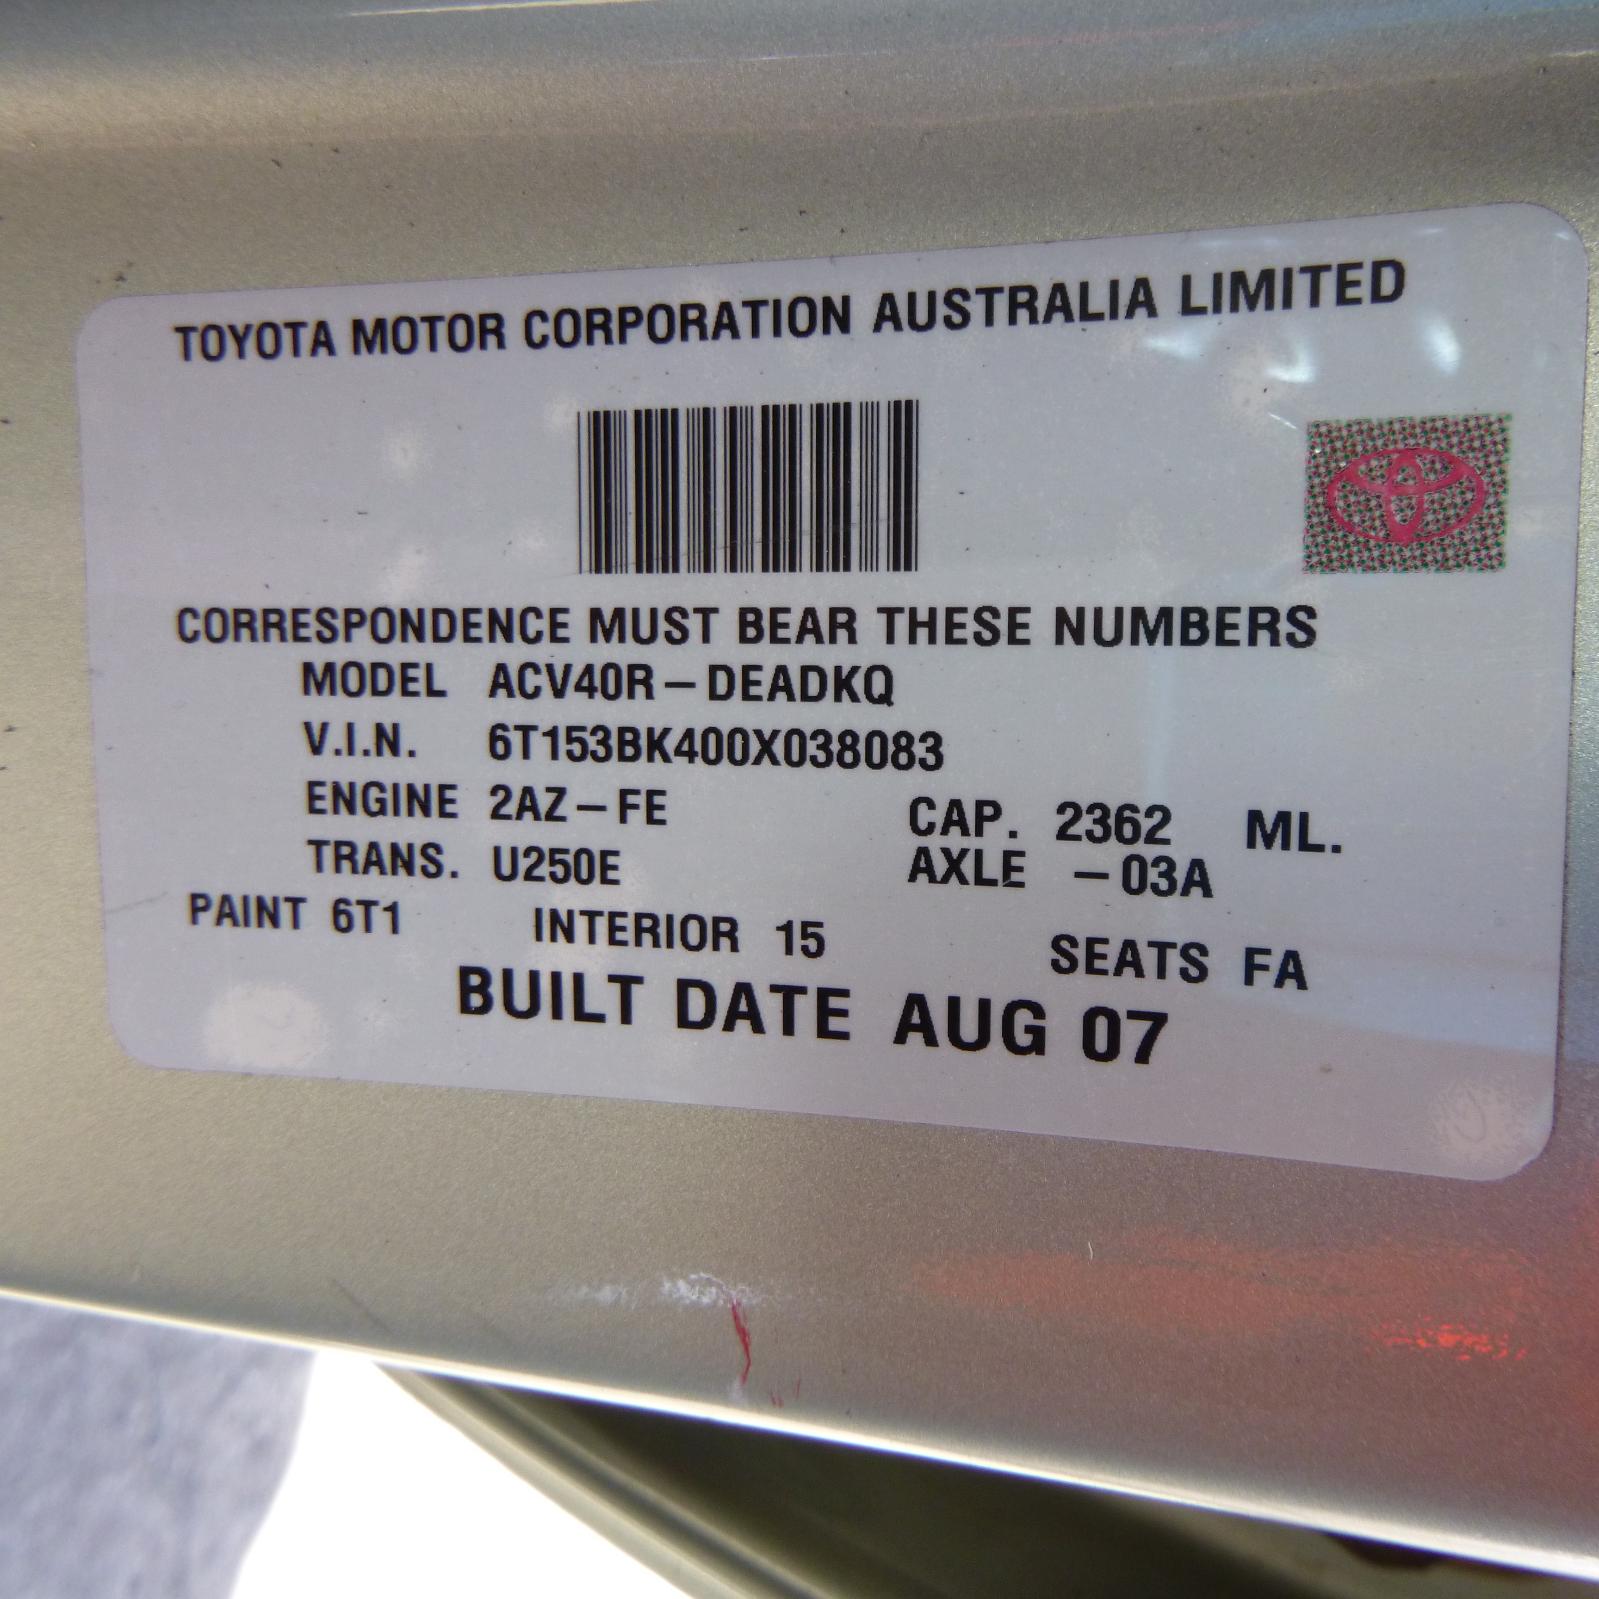 TOYOTA MOTOR CORPORATION AUSTRALIA LIMITED
CORRESPONDENCE MUST BEAR THESE NUMBERS
MODEL ACV40R-DEADKQ
V.I.N. 6T153BK400X038083
ENGINE 2AZ-FE CAP. 2362 ML.
TRANS. U250E AXLE -03A
PAINT 6T1 INTERIOR 15 SEATS FA
BUILT DATE AUG 07